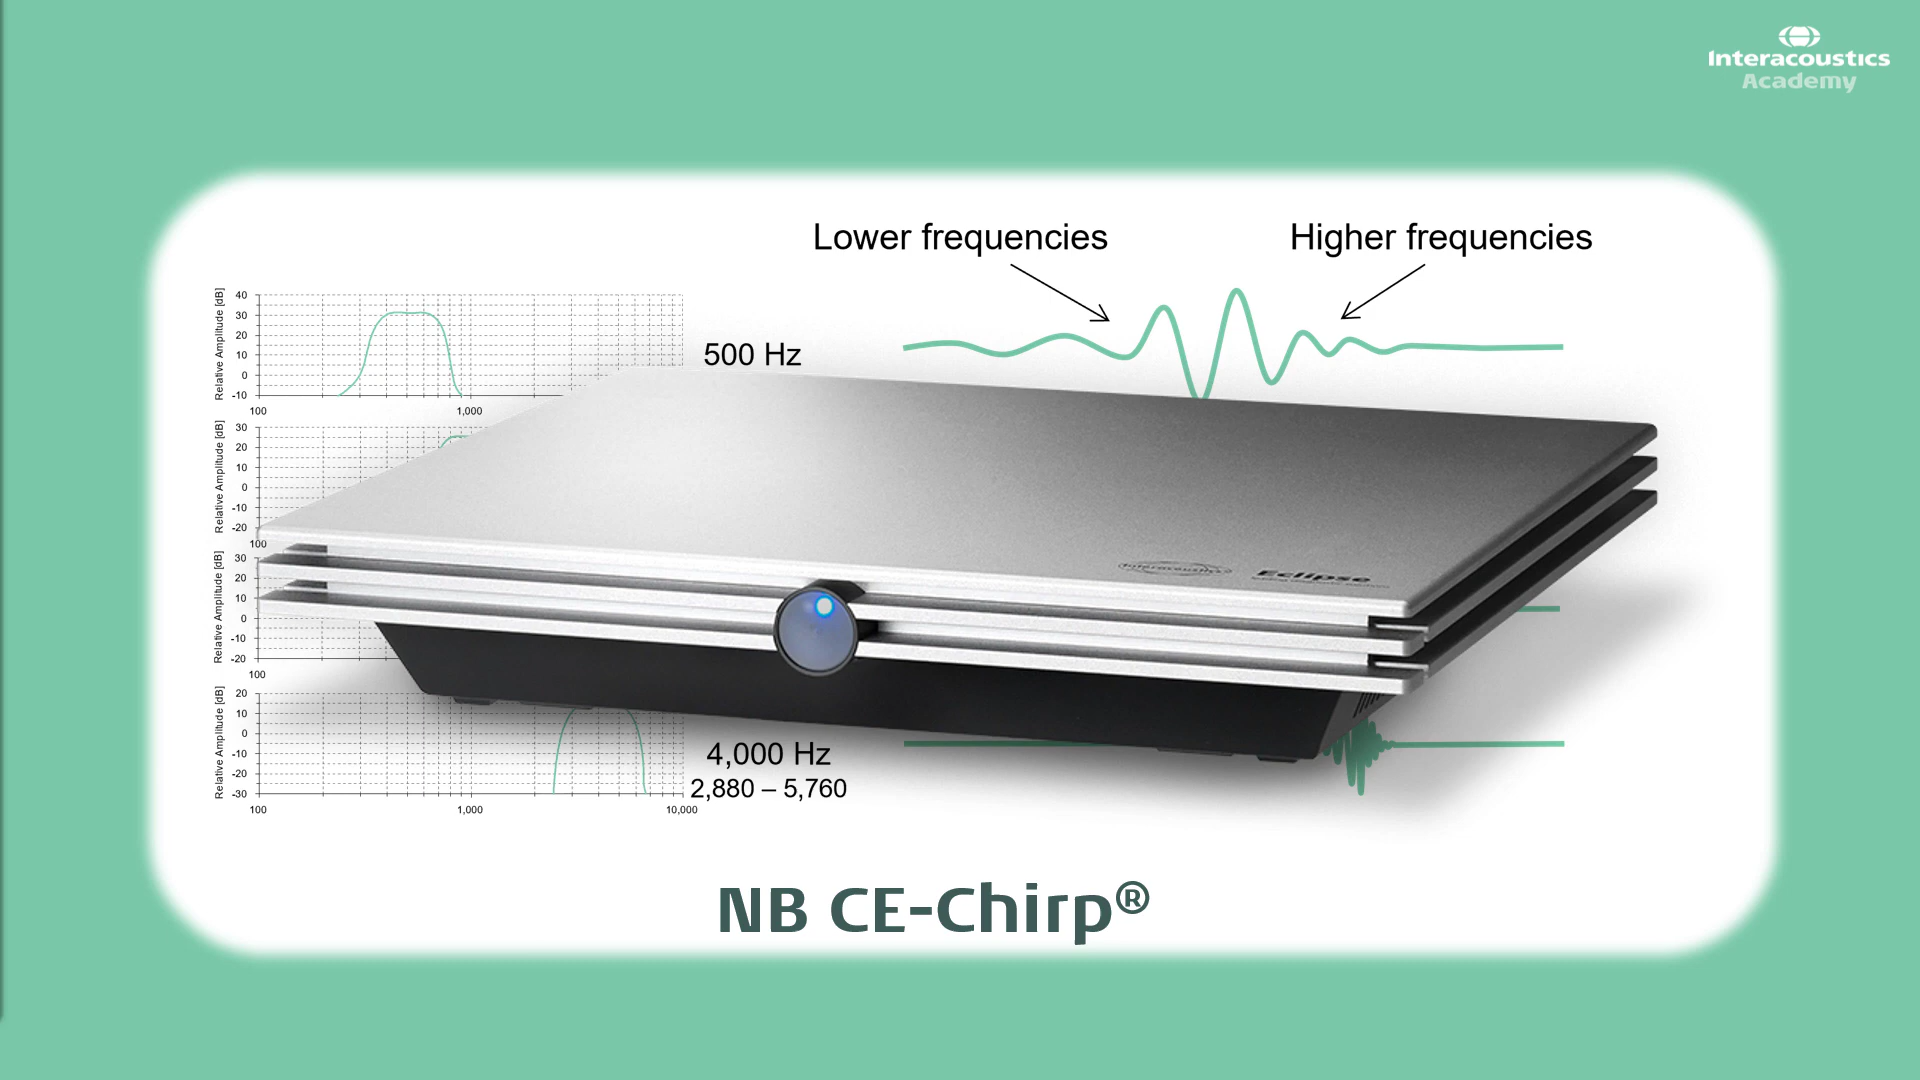 Interacoustics
Academy
Lower frequencies
Higher frequencies
Relative Amplitude [dB]
40
30
20
10
0
-10
100
1,000
500 Hz
Relative Amplitude [dB]
30
20
10
0
-10
-20
100
Relative Amplitude [dB]
30
20
10
0
-10
-20
100
Interacoustics
Eclipse
Relative Amplitude [dB]
20
10
0
-10
-20
-30
100
1,000
10,000
4,000 Hz
2,880 – 5,760
NB CE-Chirp®